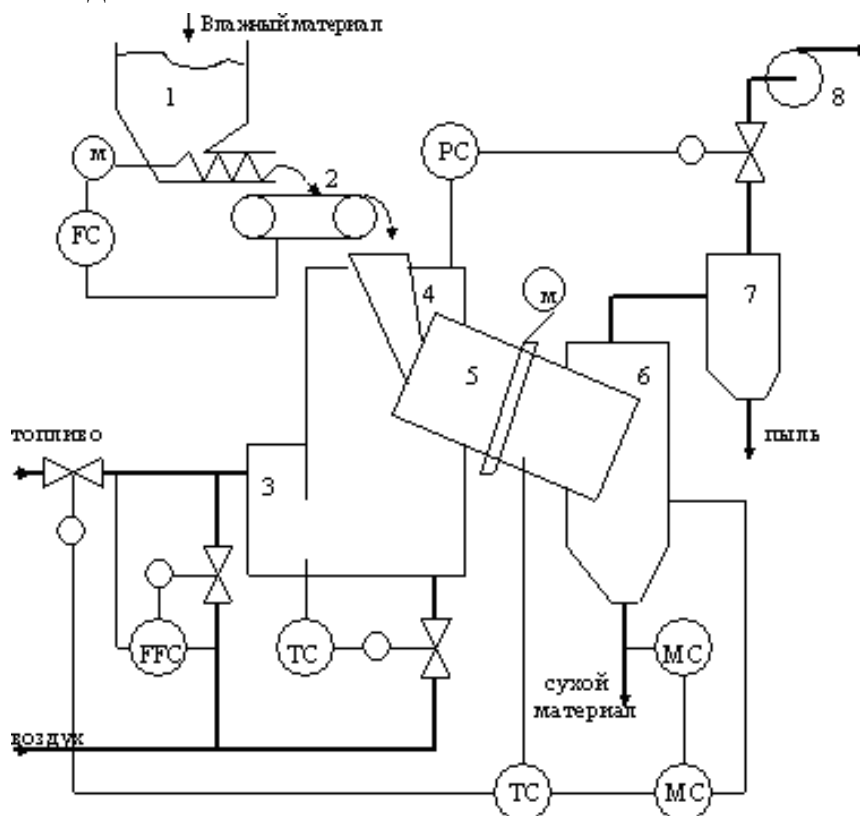 Влажный материал
1
8
PC
м
2
FC
7
4
м
5
6
топливо
пыль
3
FFC
TC
MC
сухой
материал
воздух
TC
MC